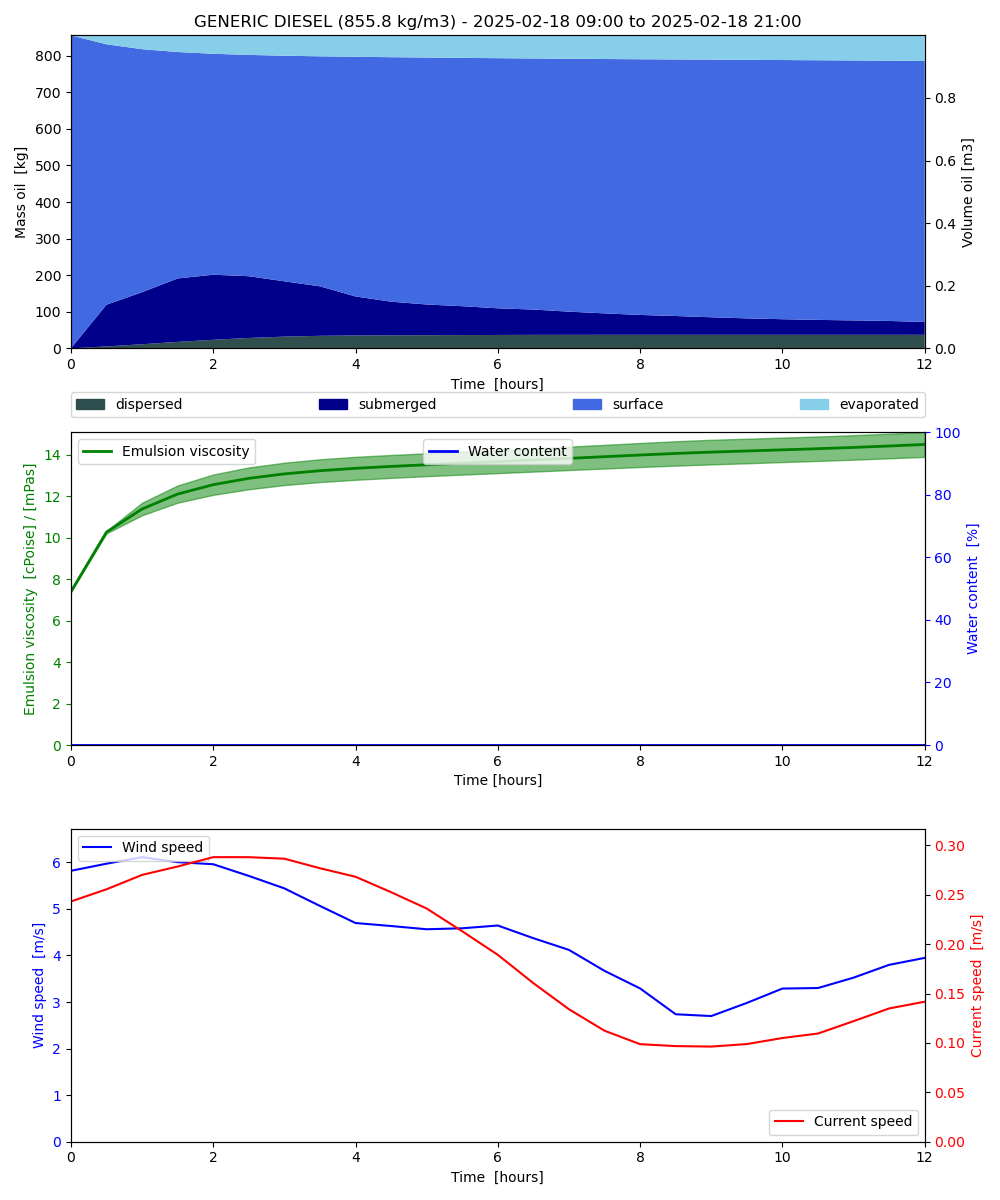 GENERIC DIESEL (855.8 kg/m3) - 2025-02-18 09:00 to 2025-02-18 21:00
Mass oil  [kg]
800
700
600
500
400
300
200
100
0
Volume oil [m3]
0.8
0.6
0.4
0.2
0.0
0 2 4 6 8 10 12
Time  [hours]
dispersed submerged surface evaporated
Emulsion viscosity Water content
Emulsion viscosity  [cPoise] / [mPas]
14
12
10
8
6
4
2
0
Water content  [%]
100
80
60
40
20
0
0 2 4 6 8 10 12
Time [hours]
Wind speed
Wind speed  [m/s]
6
5
4
3
2
1
0
Current speed  [m/s]
0.30
0.25
0.20
0.15
0.10
0.05
0.00
Current speed
0 2 4 6 8 10 12
Time  [hours]